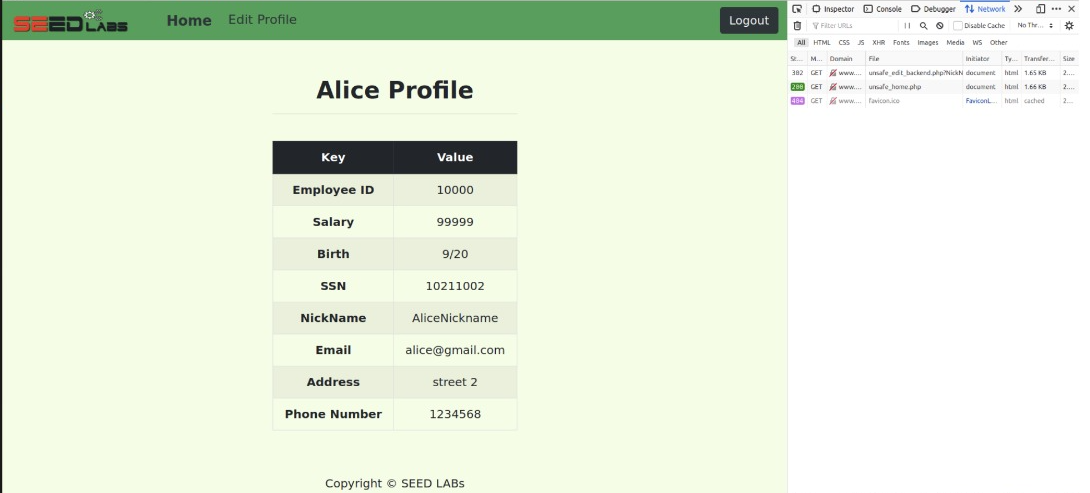 SEED LABS Home Edit Profile Logout
Alice Profile
Key Value
Employee ID 10000
Salary 99999
Birth 9/20
SSN 10211002
NickName AliceNickname
Email alice@gmail.com
Address street 2
Phone Number 1234568
Copyright © SEED LABs
Inspector Console Debugger Network
Filter URLs Disable Cache No Thr...
All HTML CSS JS XHR Fonts Images Media WS Other
St... M... Domain File Initiator Ty... Transfer... Size
302 GET www.... unsafe_edit_backend.php?NickN document html 1.65 KB 2....
200 GET www.... unsafe_home.php document html 1.66 KB 2....
404 GET www.... favicon.ico FaviconL... html cached 2....